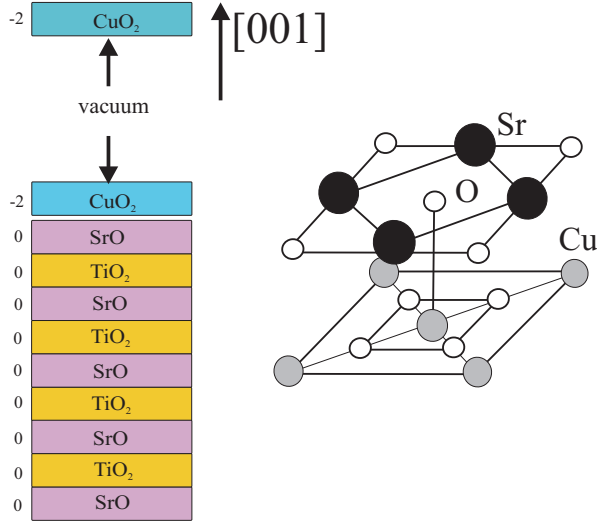 -2 CuO₂
[001]
vacuum
-2 CuO₂
0 SrO
0 TiO₂
0 SrO
0 TiO₂
0 SrO
0 TiO₂
0 SrO
0 TiO₂
0 SrO
Sr
O
Cu